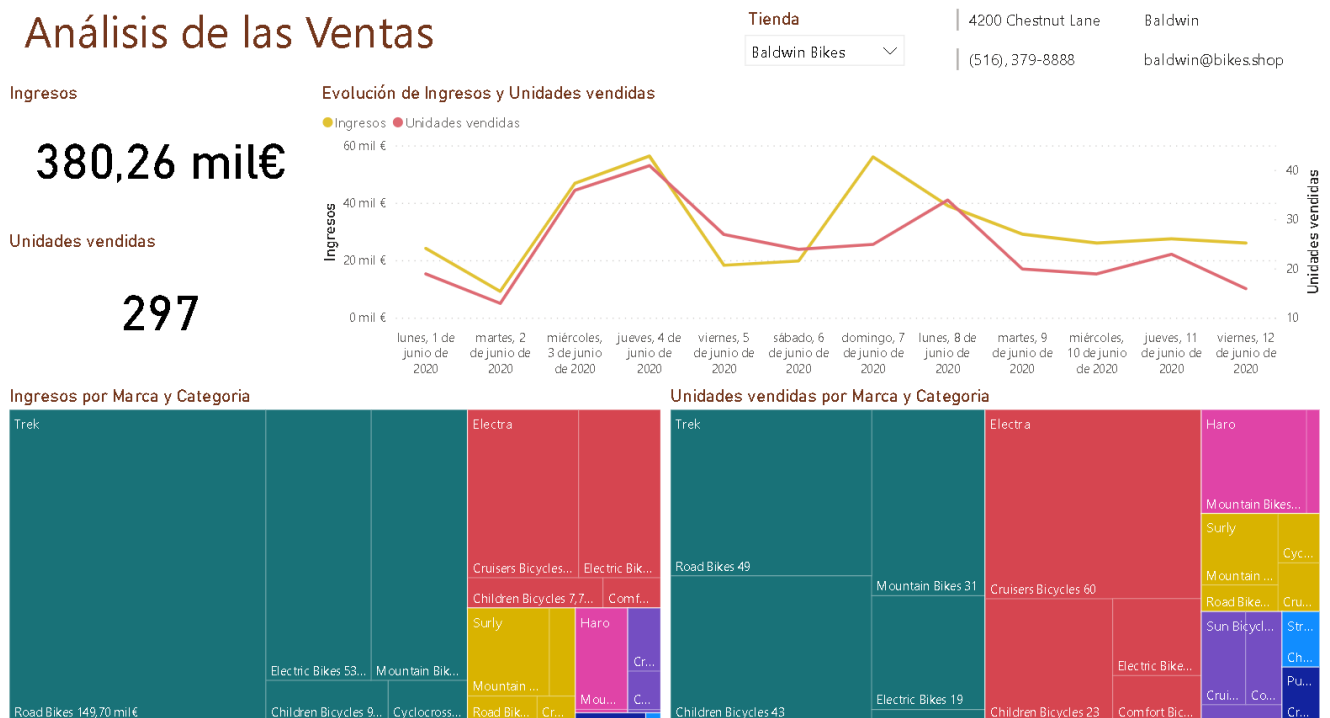 Análisis de las Ventas
Tienda
Baldwin Bikes
4200 Chestnut Lane
Baldwin
(516), 379-8888
baldwin@bikes.shop
Ingresos
380,26 mil€
Unidades vendidas
297
Evolución de Ingresos y Unidades vendidas
Ingresos
Unidades vendidas
60 mil €
40 mil €
20 mil €
0 mil €
Ingresos
40
30
20
10
Unidades vendidas
lunes, 1 de
junio de
2020
martes, 2
de junio de
2020
miércoles,
3 de junio
de 2020
jueves, 4 de
junio de
2020
viernes, 5
de junio de
2020
sábado, 6
de junio de
2020
domingo, 7
de junio de
2020
lunes, 8 de
junio de
2020
martes, 9
de junio de
2020
miércoles,
10 de junio
de 2020
jueves, 11
de junio de
2020
viernes, 12
de junio de
2020
Ingresos por Marca y Categoria
Trek
Road Bikes 149,70 mil€
Electric Bikes 53...
Mountain Bik...
Children Bicycles 9...
Cyclocross...
Electra
Cruisers Bicycles...
Electric Bik...
Children Bicycles 7,7...
Comf...
Surly
Mountain ...
Road Bik...
Cr...
Haro
Mou...
Cr...
C...
Unidades vendidas por Marca y Categoria
Trek
Road Bikes 49
Children Bicycles 43
Mountain Bikes 31
Electric Bikes 19
Electra
Cruisers Bicycles 60
Children Bicycles 23
Electric Bike...
Comfort Bic...
Haro
Mountain Bikes...
Surly
Mountain ...
Cyc...
Road Bike...
Cru...
Sun Bicycl...
Crui...
Co...
Str...
Ch...
Pu...
Cr...